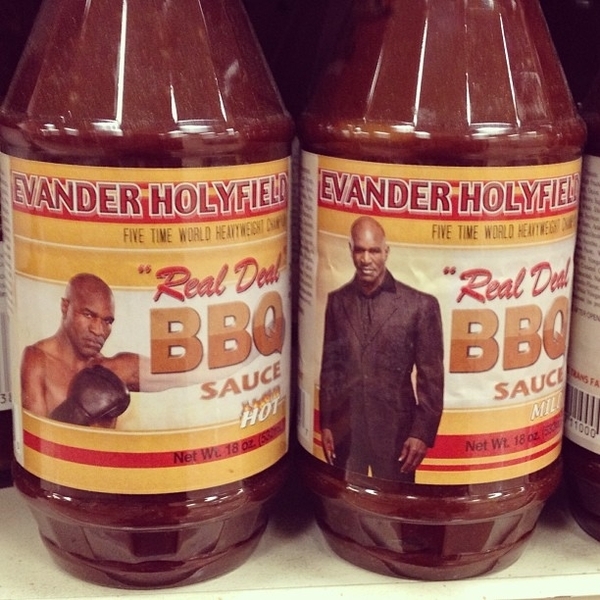 EVANDER HOLYFIELD
FIVE TIME WORLD HEAVYWEIGHT
"Real Deal"
BBQ
SAUCE
HOT
Net Wt. 18 oz.
EVANDER HOLYFIELD
FIVE TIME WORLD HEAVYWEIGHT
"Real Deal
BBQ
SAUCE
Net Wt. 18 oz.